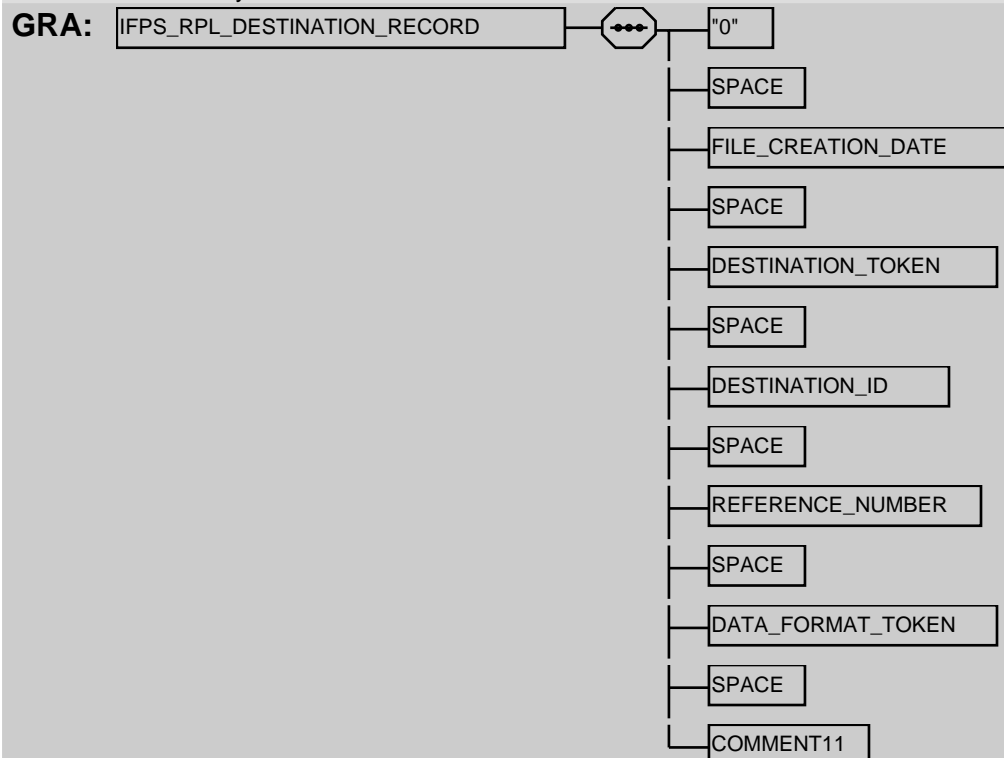 GRA: IFPS_RPL_DESTINATION_RECORD "0"
SPACE
FILE_CREATION_DATE
SPACE
DESTINATION_TOKEN
SPACE
DESTINATION_ID
SPACE
REFERENCE_NUMBER
SPACE
DATA_FORMAT_TOKEN
SPACE
COMMENT11